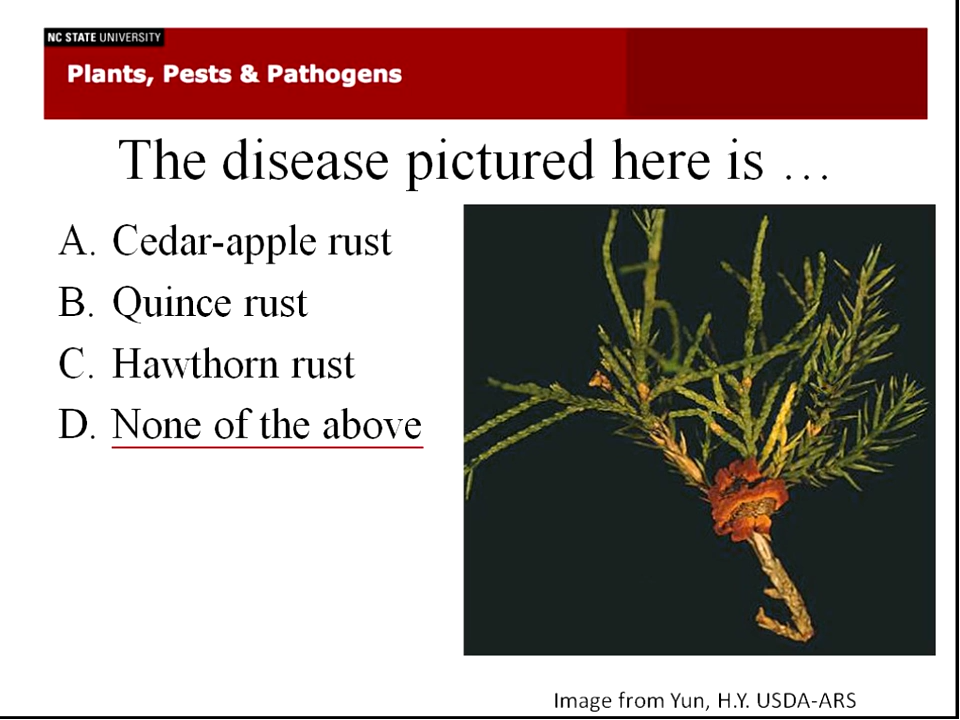 NC STATE UNIVERSITY
Plants, Pests & Pathogens
The disease pictured here is …
A. Cedar-apple rust
B. Quince rust
C. Hawthorn rust
D. None of the above
Image from Yun, H.Y. USDA-ARS